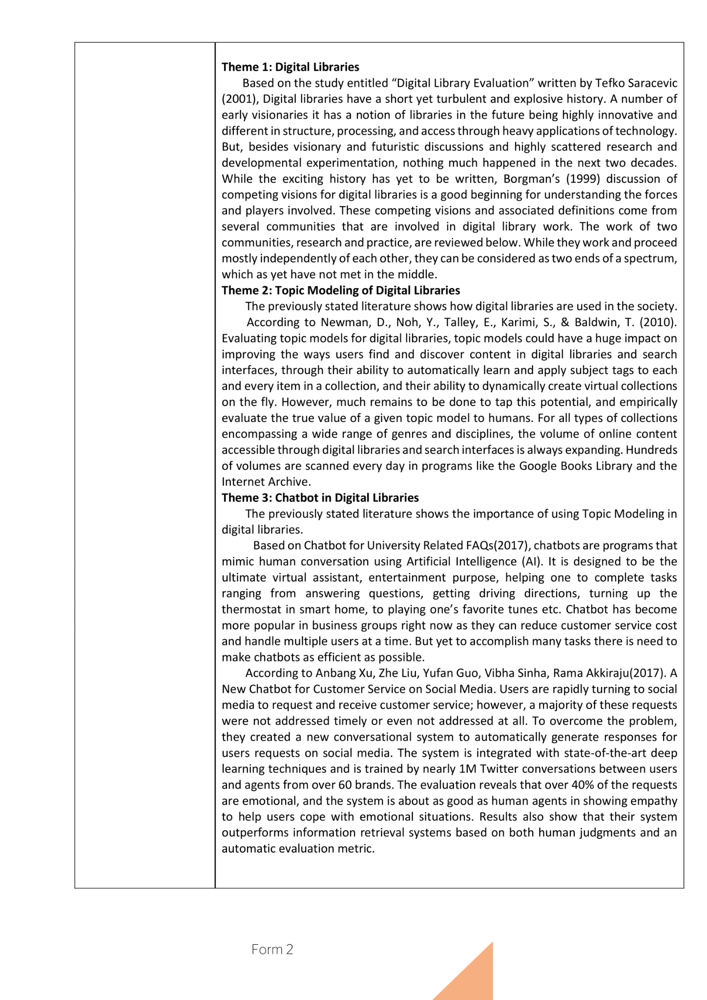 Theme 1: Digital Libraries
Based on the study entitled “Digital Library Evaluation” written by Tefko Saracevic
(2001), Digital libraries have a short yet turbulent and explosive history. A number of
early visionaries it has a notion of libraries in the future being highly innovative and
different in structure, processing, and access through heavy applications of technology.
But, besides visionary and futuristic discussions and highly scattered research and
developmental experimentation, nothing much happened in the next two decades.
While the exciting history has yet to be written, Borgman’s (1999) discussion of
competing visions for digital libraries is a good beginning for understanding the forces
and players involved. These competing visions and associated definitions come from
several communities that are involved in digital library work. The work of two
communities, research and practice, are reviewed below. While they work and proceed
mostly independently of each other, they can be considered as two ends of a spectrum,
which as yet have not met in the middle.
Theme 2: Topic Modeling of Digital Libraries
The previously stated literature shows how digital libraries are used in the society.
According to Newman, D., Noh, Y., Talley, E., Karimi, S., & Baldwin, T. (2010).
Evaluating topic models for digital libraries, topic models could have a huge impact on
improving the ways users find and discover content in digital libraries and search
interfaces, through their ability to automatically learn and apply subject tags to each
and every item in a collection, and their ability to dynamically create virtual collections
on the fly. However, much remains to be done to tap this potential, and empirically
evaluate the true value of a given topic model to humans. For all types of collections
encompassing a wide range of genres and disciplines, the volume of online content
accessible through digital libraries and search interfaces is always expanding. Hundreds
of volumes are scanned every day in programs like the Google Books Library and the
Internet Archive.
Theme 3: Chatbot in Digital Libraries
The previously stated literature shows the importance of using Topic Modeling in
digital libraries.
Based on Chatbot for University Related FAQs(2017), chatbots are programs that
mimic human conversation using Artificial Intelligence (AI). It is designed to be the
ultimate virtual assistant, entertainment purpose, helping one to complete tasks
ranging from answering questions, getting driving directions, turning up the
thermostat in smart home, to playing one’s favorite tunes etc. Chatbot has become
more popular in business groups right now as they can reduce customer service cost
and handle multiple users at a time. But yet to accomplish many tasks there is need to
make chatbots as efficient as possible.
According to Anbang Xu, Zhe Liu, Yufan Guo, Vibha Sinha, Rama Akkiraju(2017). A
New Chatbot for Customer Service on Social Media. Users are rapidly turning to social
media to request and receive customer service; however, a majority of these requests
were not addressed timely or even not addressed at all. To overcome the problem,
they created a new conversational system to automatically generate responses for
users requests on social media. The system is integrated with state-of-the-art deep
learning techniques and is trained by nearly 1M Twitter conversations between users
and agents from over 60 brands. The evaluation reveals that over 40% of the requests
are emotional, and the system is about as good as human agents in showing empathy
to help users cope with emotional situations. Results also show that their system
outperforms information retrieval systems based on both human judgments and an
automatic evaluation metric.
Form 2